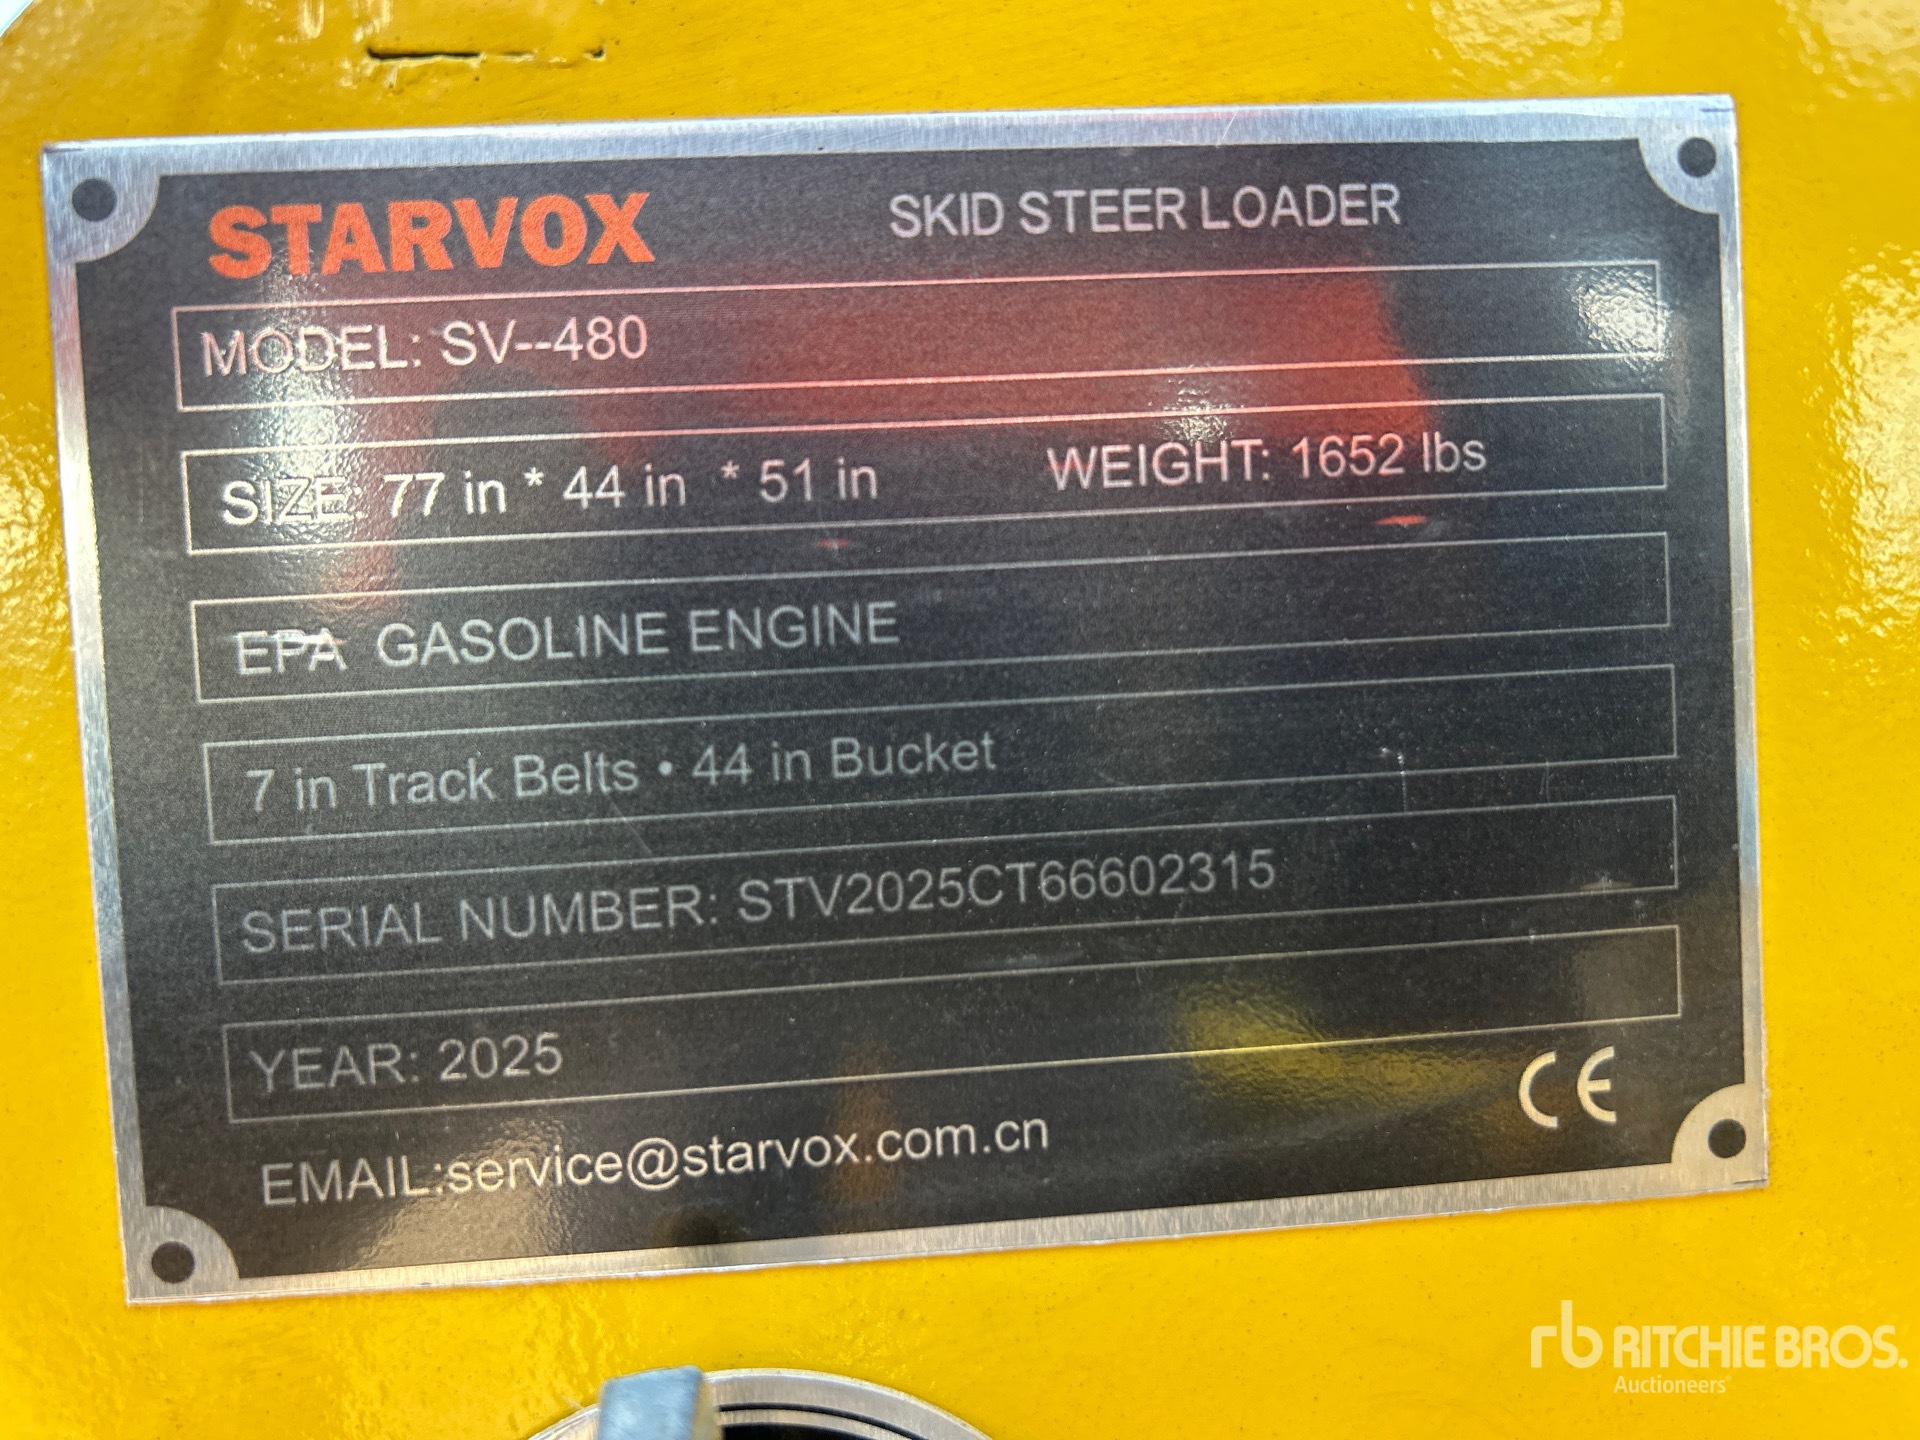 STARVOX SKID STEER LOADER
MODEL: SV--480
SIZE: 77 in * 44 in * 51 in WEIGHT: 1652 lbs
EPA GASOLINE ENGINE
7 in Track Belts • 44 in Bucket
SERIAL NUMBER: STV2025CT66602315
YEAR: 2025
CE
EMAIL:service@starvox.com.cn
rb RITCHIE BROS.
Auctioneers